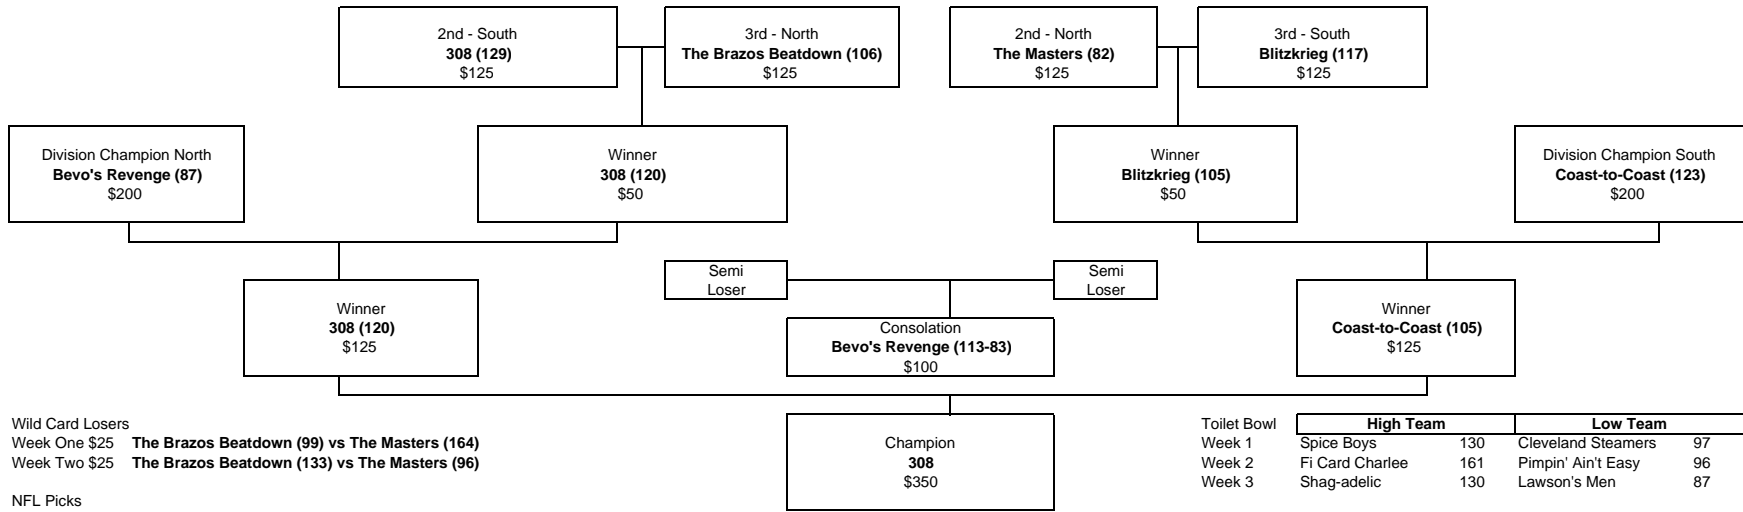 2nd - South
308 (129)
$125
3rd - North
The Brazos Beatdown (106)
$125
2nd - North
The Masters (82)
$125
3rd - South
Blitzkrieg (117)
$125
Division Champion North
Bevo's Revenge (87)
$200
Winner
308 (120)
$50
Winner
Blitzkrieg (105)
$50
Division Champion South
Coast-to-Coast (123)
$200
Semi
Loser
Semi
Loser
Winner
308 (120)
$125
Consolation
Bevo's Revenge (113-83)
$100
Winner
Coast-to-Coast (105)
$125
Wild Card Losers
Week One $25 The Brazos Beatdown (99) vs The Masters (164)
Week Two $25 The Brazos Beatdown (133) vs The Masters (96)
NFL Picks
Champion
308
$350
Toilet Bowl High Team Low Team
Week 1 Spice Boys 130 Cleveland Steamers 97
Week 2 Fi Card Charlee 161 Pimpin' Ain't Easy 96
Week 3 Shag-adelic 130 Lawson's Men 87